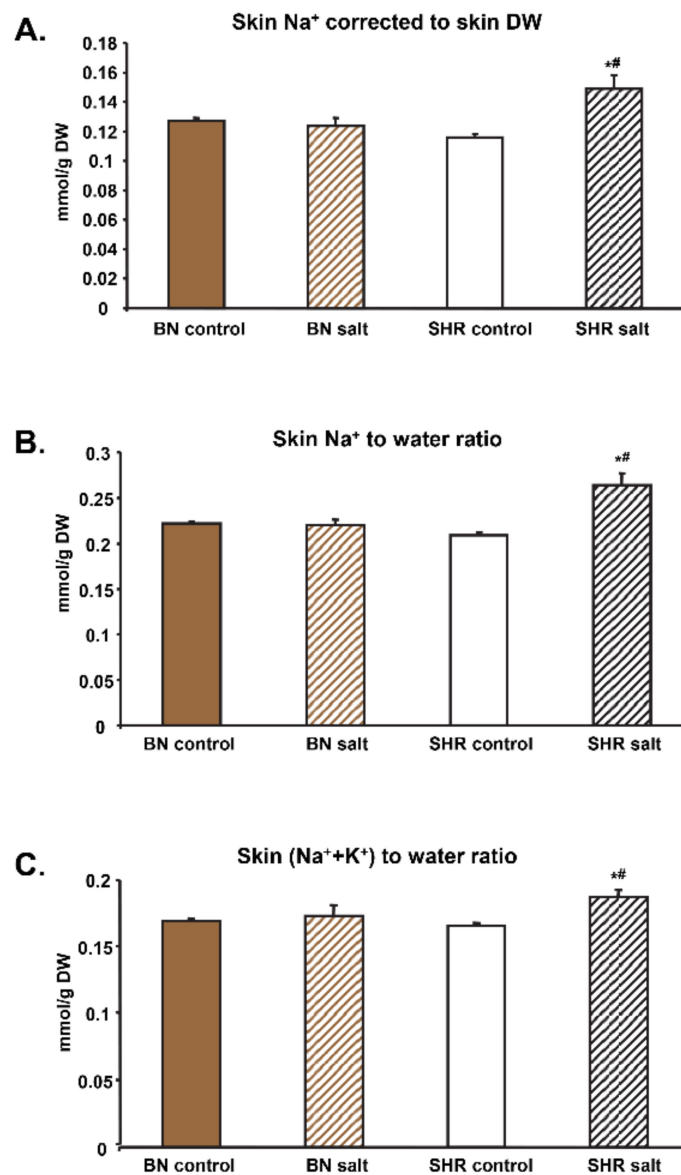 A.
Skin Na⁺ corrected to skin DW
0.18
0.16
0.14
0.12
0.1
0.08
0.06
0.04
0.02
0
mmol/g DW
*#
BN control BN salt SHR control SHR salt
B.
Skin Na⁺ to water ratio
0.3
0.25
0.2
0.15
0.1
0.05
0
mmol/g DW
*#
BN control BN salt SHR control SHR salt
C.
Skin (Na⁺+K⁺) to water ratio
0.2
0.15
0.1
0.05
0
mmol/g DW
*#
BN control BN salt SHR control SHR salt